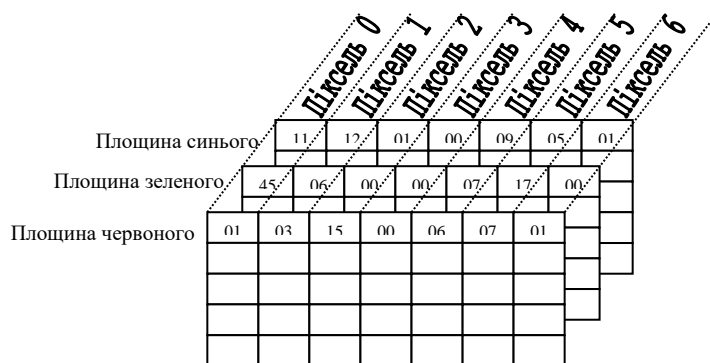 Піксель 0
Піксель 1
Піксель 2
Піксель 3
Піксель 4
Піксель 5
Піксель 6
Площина синього 11 12 01 00 09 05 01
Площина зеленого 45 06 00 00 07 17 00
Площина червоного 01 03 15 00 06 07 01